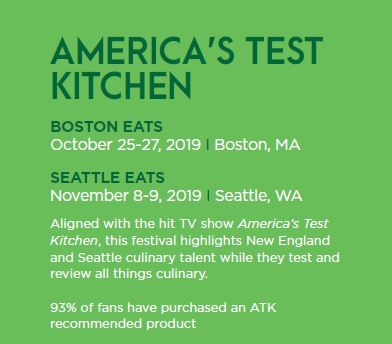 AMERICA'S TEST
KITCHEN
BOSTON EATS
October 25-27, 2019 | Boston, MA
SEATTLE EATS
November 8-9, 2019 | Seattle, WA
Aligned with the hit TV show America's Test
Kitchen, this festival highlights New England
and Seattle culinary talent while they test and
review all things culinary.
93% of fans have purchased an ATK
recommended product